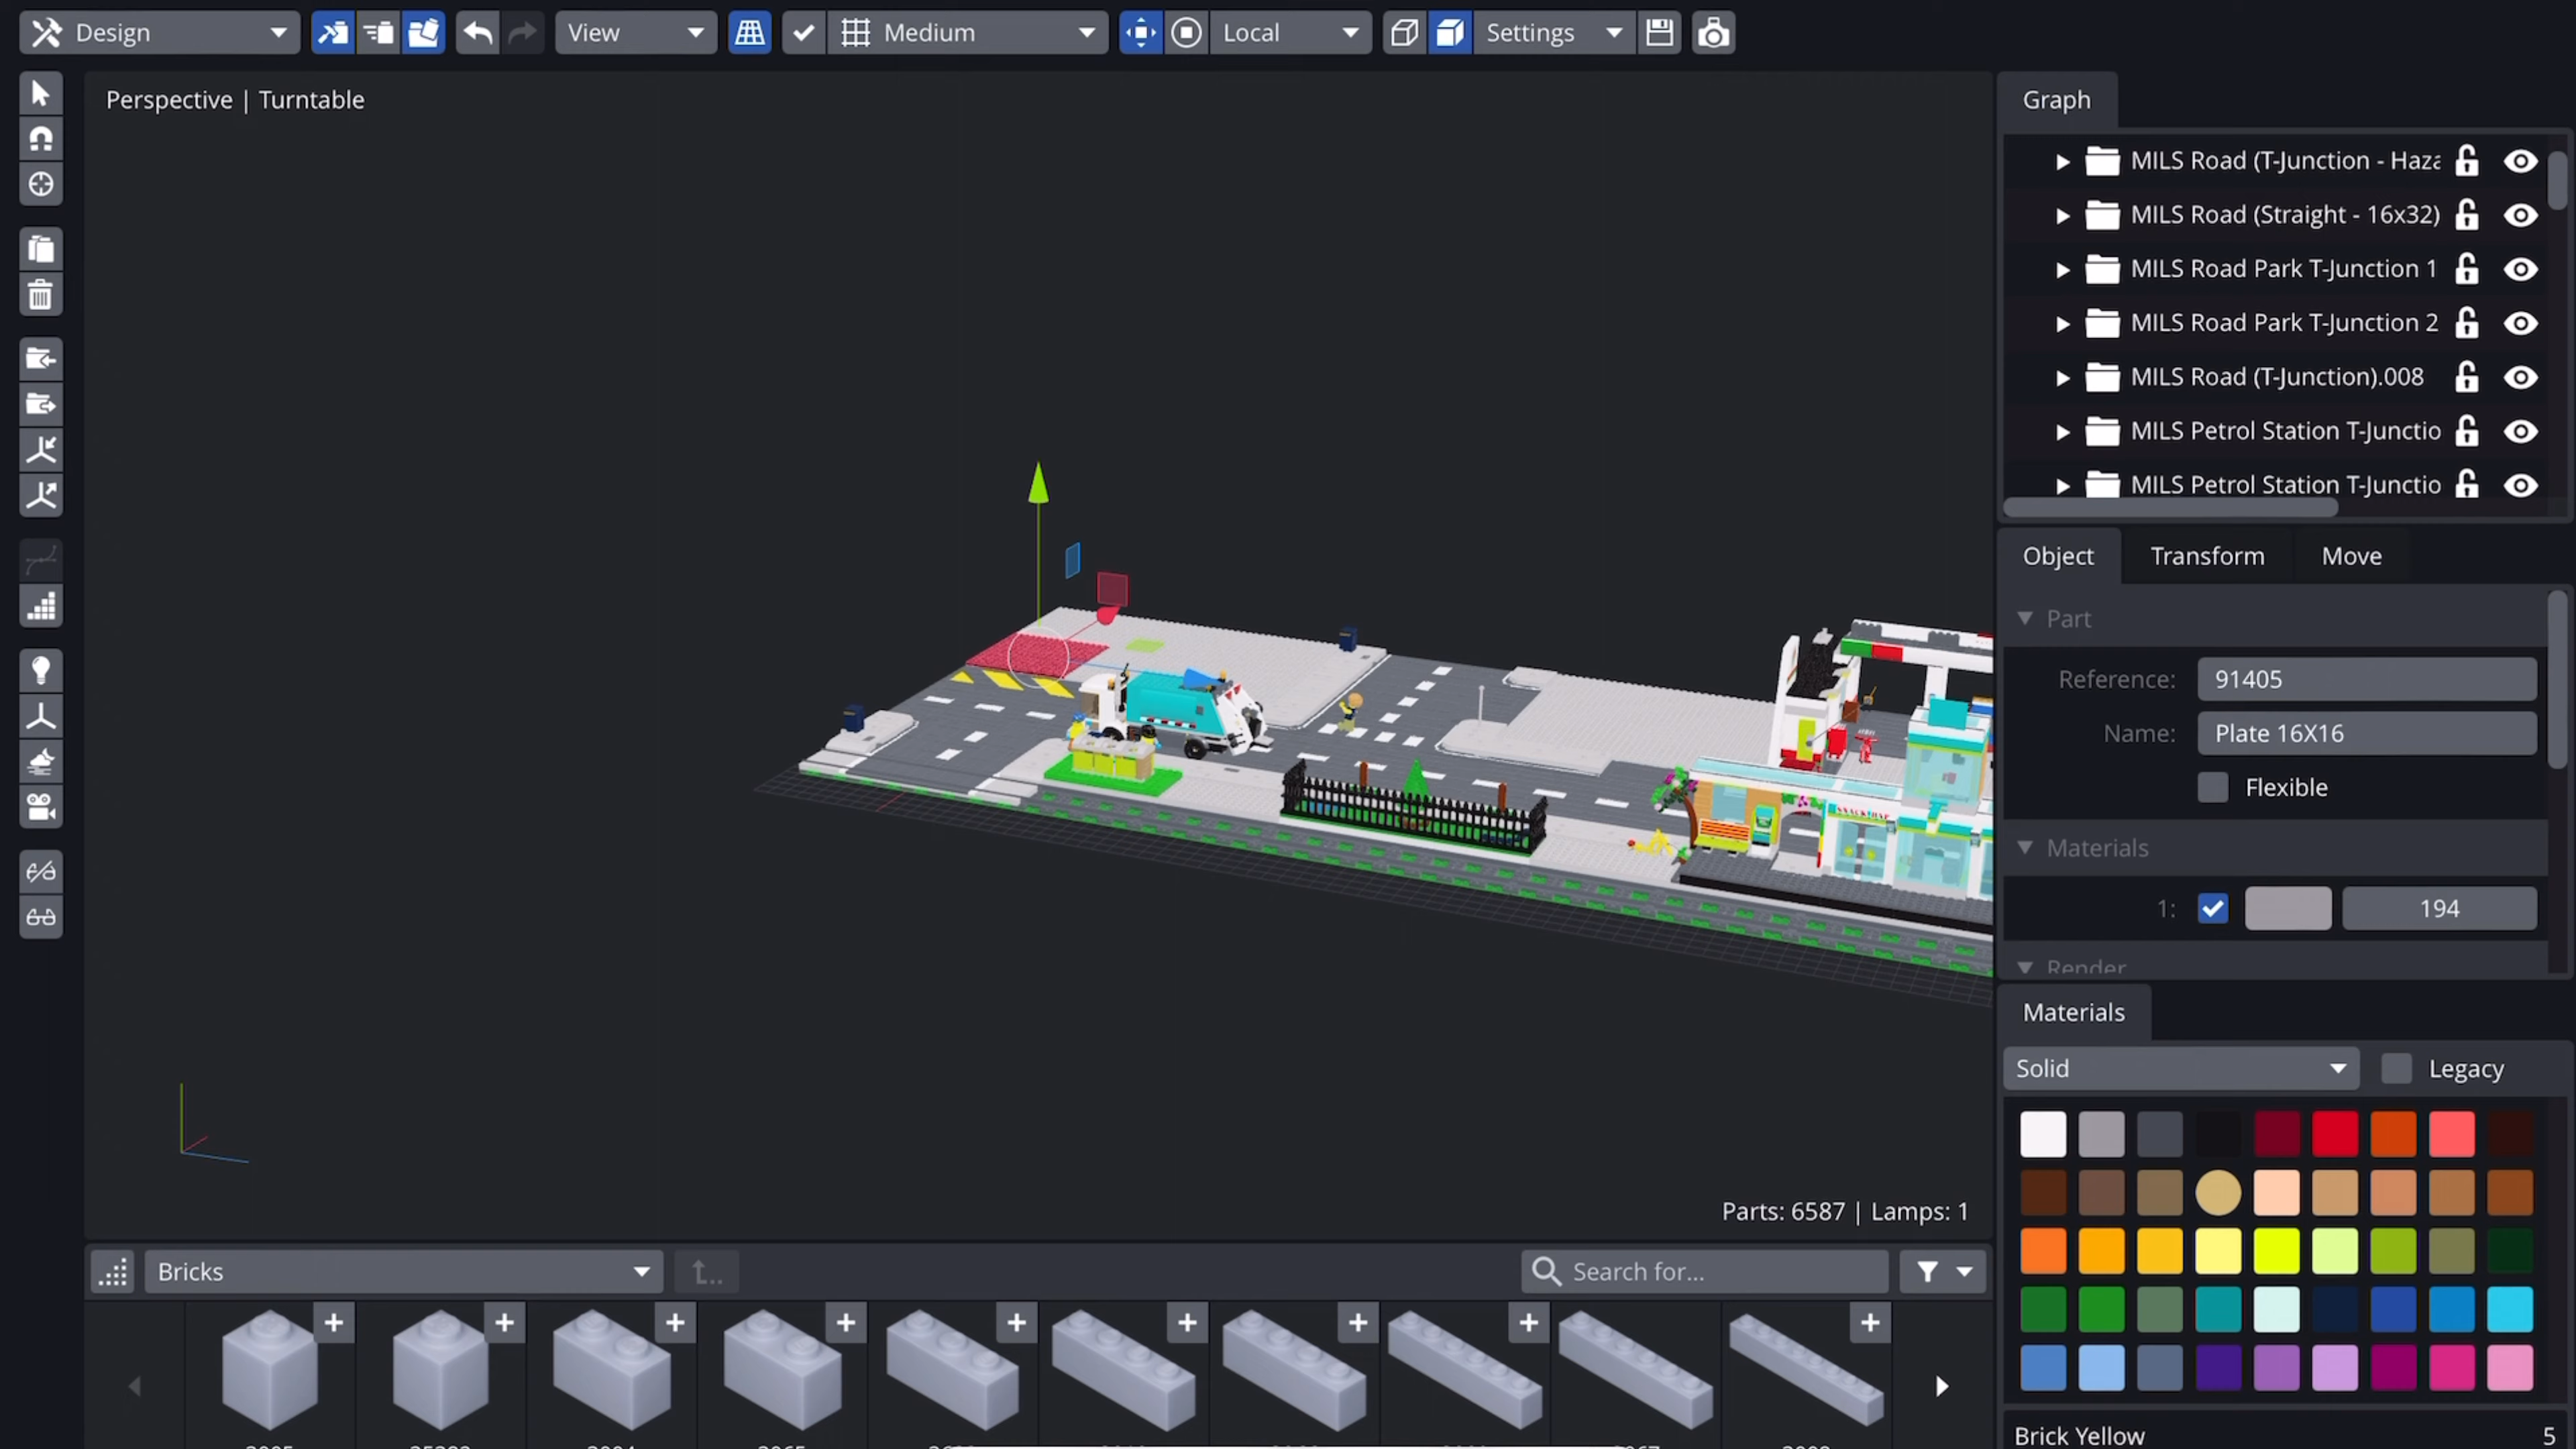 Design
View
Medium
Local
Settings
Perspective | Turntable
Graph
MILS Road (T-Junction - Haza
MILS Road (Straight - 16x32)
MILS Road Park T-Junction 1
MILS Road Park T-Junction 2
MILS Road (T-Junction).008
MILS Petrol Station T-Junctio
MILS Petrol Station T-Junctio
Object
Transform
Move
Part
Reference:
91405
Name:
Plate 16X16
Flexible
Materials
1:
194
Render
Parts: 6587 | Lamps: 1
Materials
Solid
Legacy
Brick Yellow
5
Bricks
Search for...